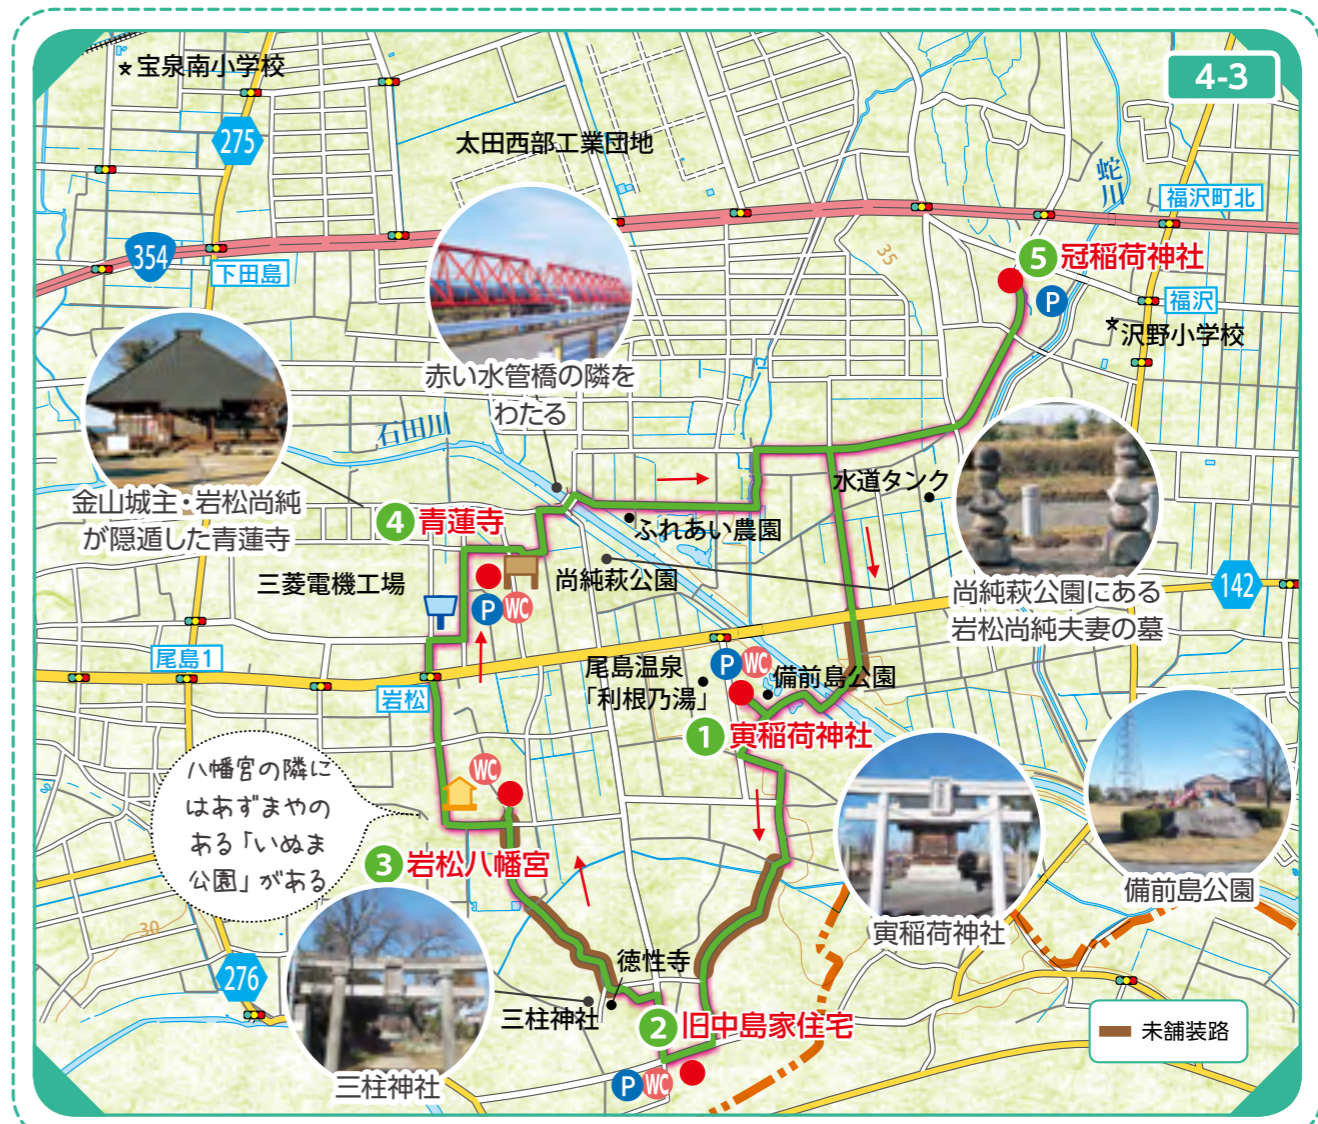 4-3
☆宝泉南小学校
275
太田西部工業団地
蛇川
福沢町北
354
下田島
35
5 冠稲荷神社
P
福沢
☆沢野小学校
赤い水管橋の隣を
わたる
石田川
金山城主・岩松尚純
が隠遁した青蓮寺
4 青蓮寺
水道タンク
ふれあい農園
三菱電機工場
尚純萩公園
P WC
尚純萩公園にある
岩松尚純夫妻の墓
142
尾島1
岩松
尾島温泉
「利根乃湯」
P WC
備前島公園
1 寅稲荷神社
八幡宮の隣に
はあずまやの
ある「いぬま
公園」がある
WC
3 岩松八幡宮
寅稲荷神社
備前島公園
30
276
徳性寺
三柱神社
2 旧中島家住宅
P WC
三柱神社
未舗装路